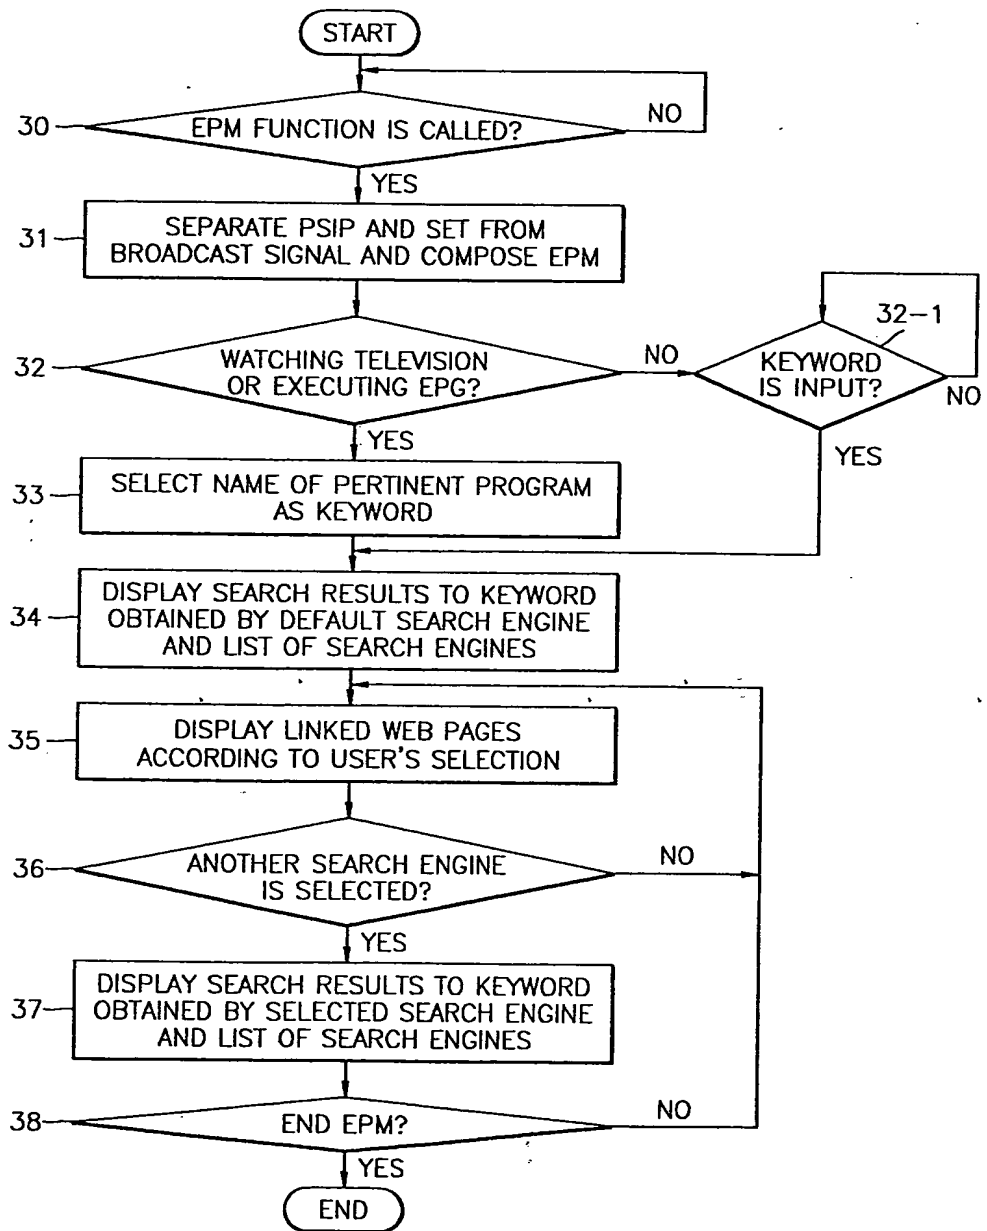 START
30
EPM FUNCTION IS CALLED?
NO
YES
31
SEPARATE PSIP AND SET FROM
BROADCAST SIGNAL AND COMPOSE EPM
32
WATCHING TELEVISION
OR EXECUTING EPG?
NO
32-1
KEYWORD
IS INPUT?
NO
YES
YES
33
SELECT NAME OF PERTINENT PROGRAM
AS KEYWORD
34
DISPLAY SEARCH RESULTS TO KEYWORD
OBTAINED BY DEFAULT SEARCH ENGINE
AND LIST OF SEARCH ENGINES
35
DISPLAY LINKED WEB PAGES
ACCORDING TO USER'S SELECTION
36
ANOTHER SEARCH ENGINE
IS SELECTED?
NO
YES
37
DISPLAY SEARCH RESULTS TO KEYWORD
OBTAINED BY SELECTED SEARCH ENGINE
AND LIST OF SEARCH ENGINES
38
END EPM?
NO
YES
END